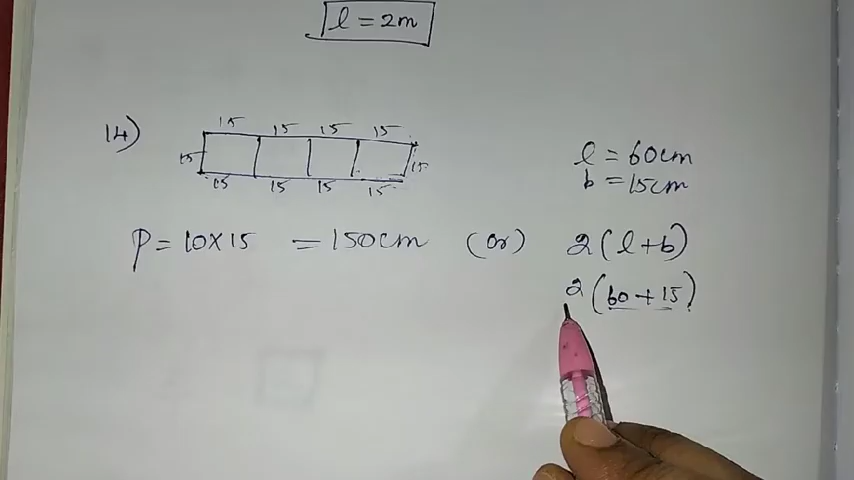 l = 2m
14)
15 15 15 15
15 15
15 15 15 15
l = 60cm
b = 15cm
P = 10 × 15 = 150cm (or) 2(l+b)
2(60+15)